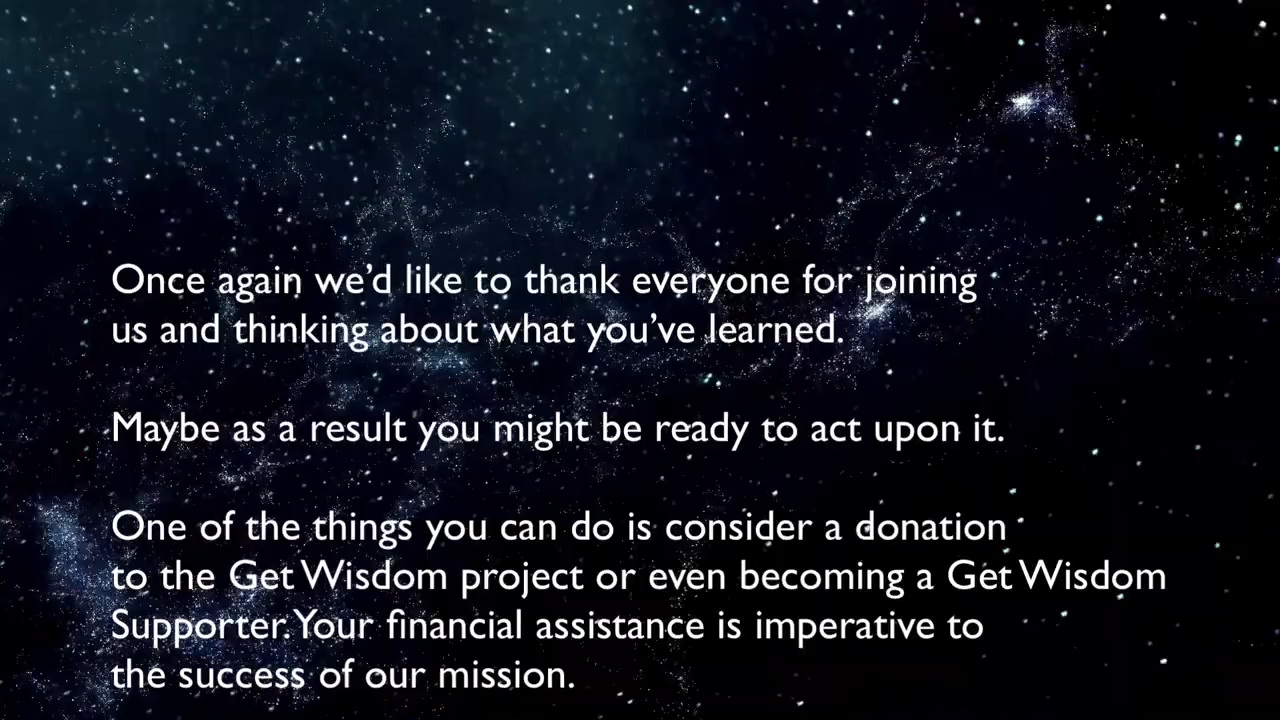 Once again we’d like to thank everyone for joining
us and thinking about what you’ve learned.
Maybe as a result you might be ready to act upon it.
One of the things you can do is consider a donation
to the Get Wisdom project or even becoming a Get Wisdom
Supporter. Your financial assistance is imperative to
the success of our mission.